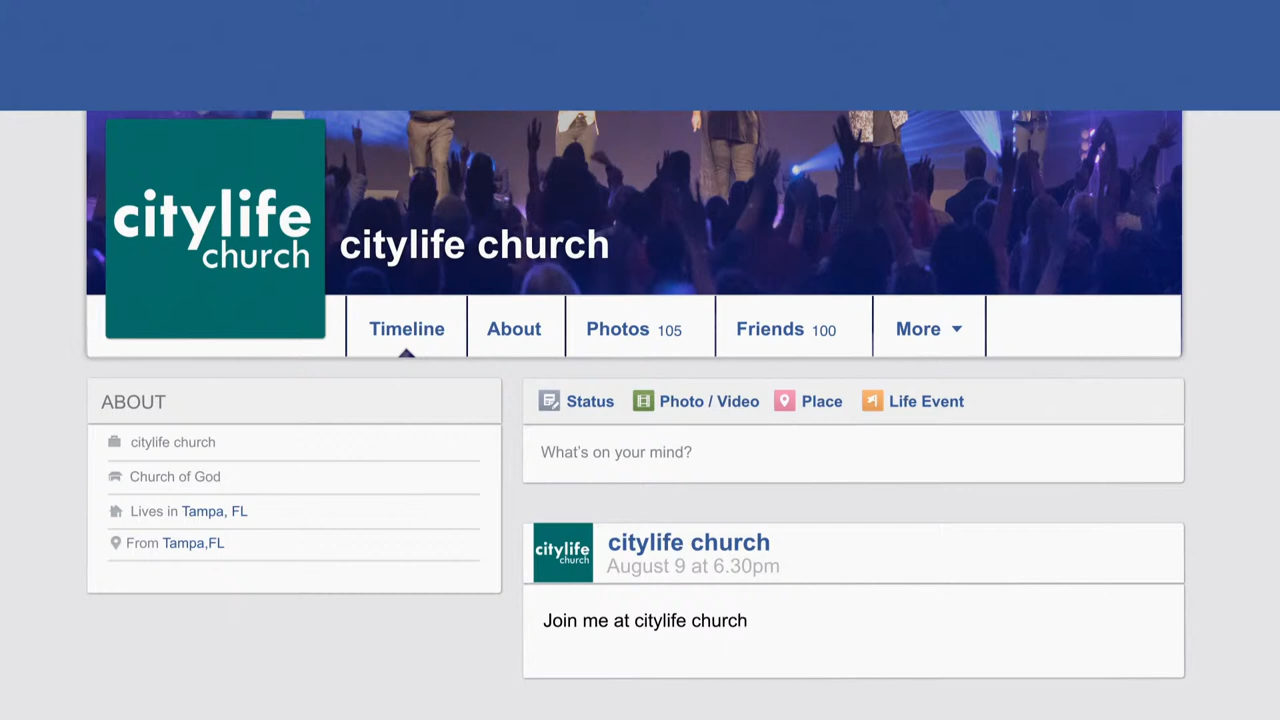 citylife
church
citylife church
Timeline
About
Photos 105
Friends 100
More
ABOUT
citylife church
Church of God
Lives in Tampa, FL
From Tampa,FL
Status
Photo / Video
Place
Life Event
What's on your mind?
citylife
church
citylife church
August 9 at 6.30pm
Join me at citylife church